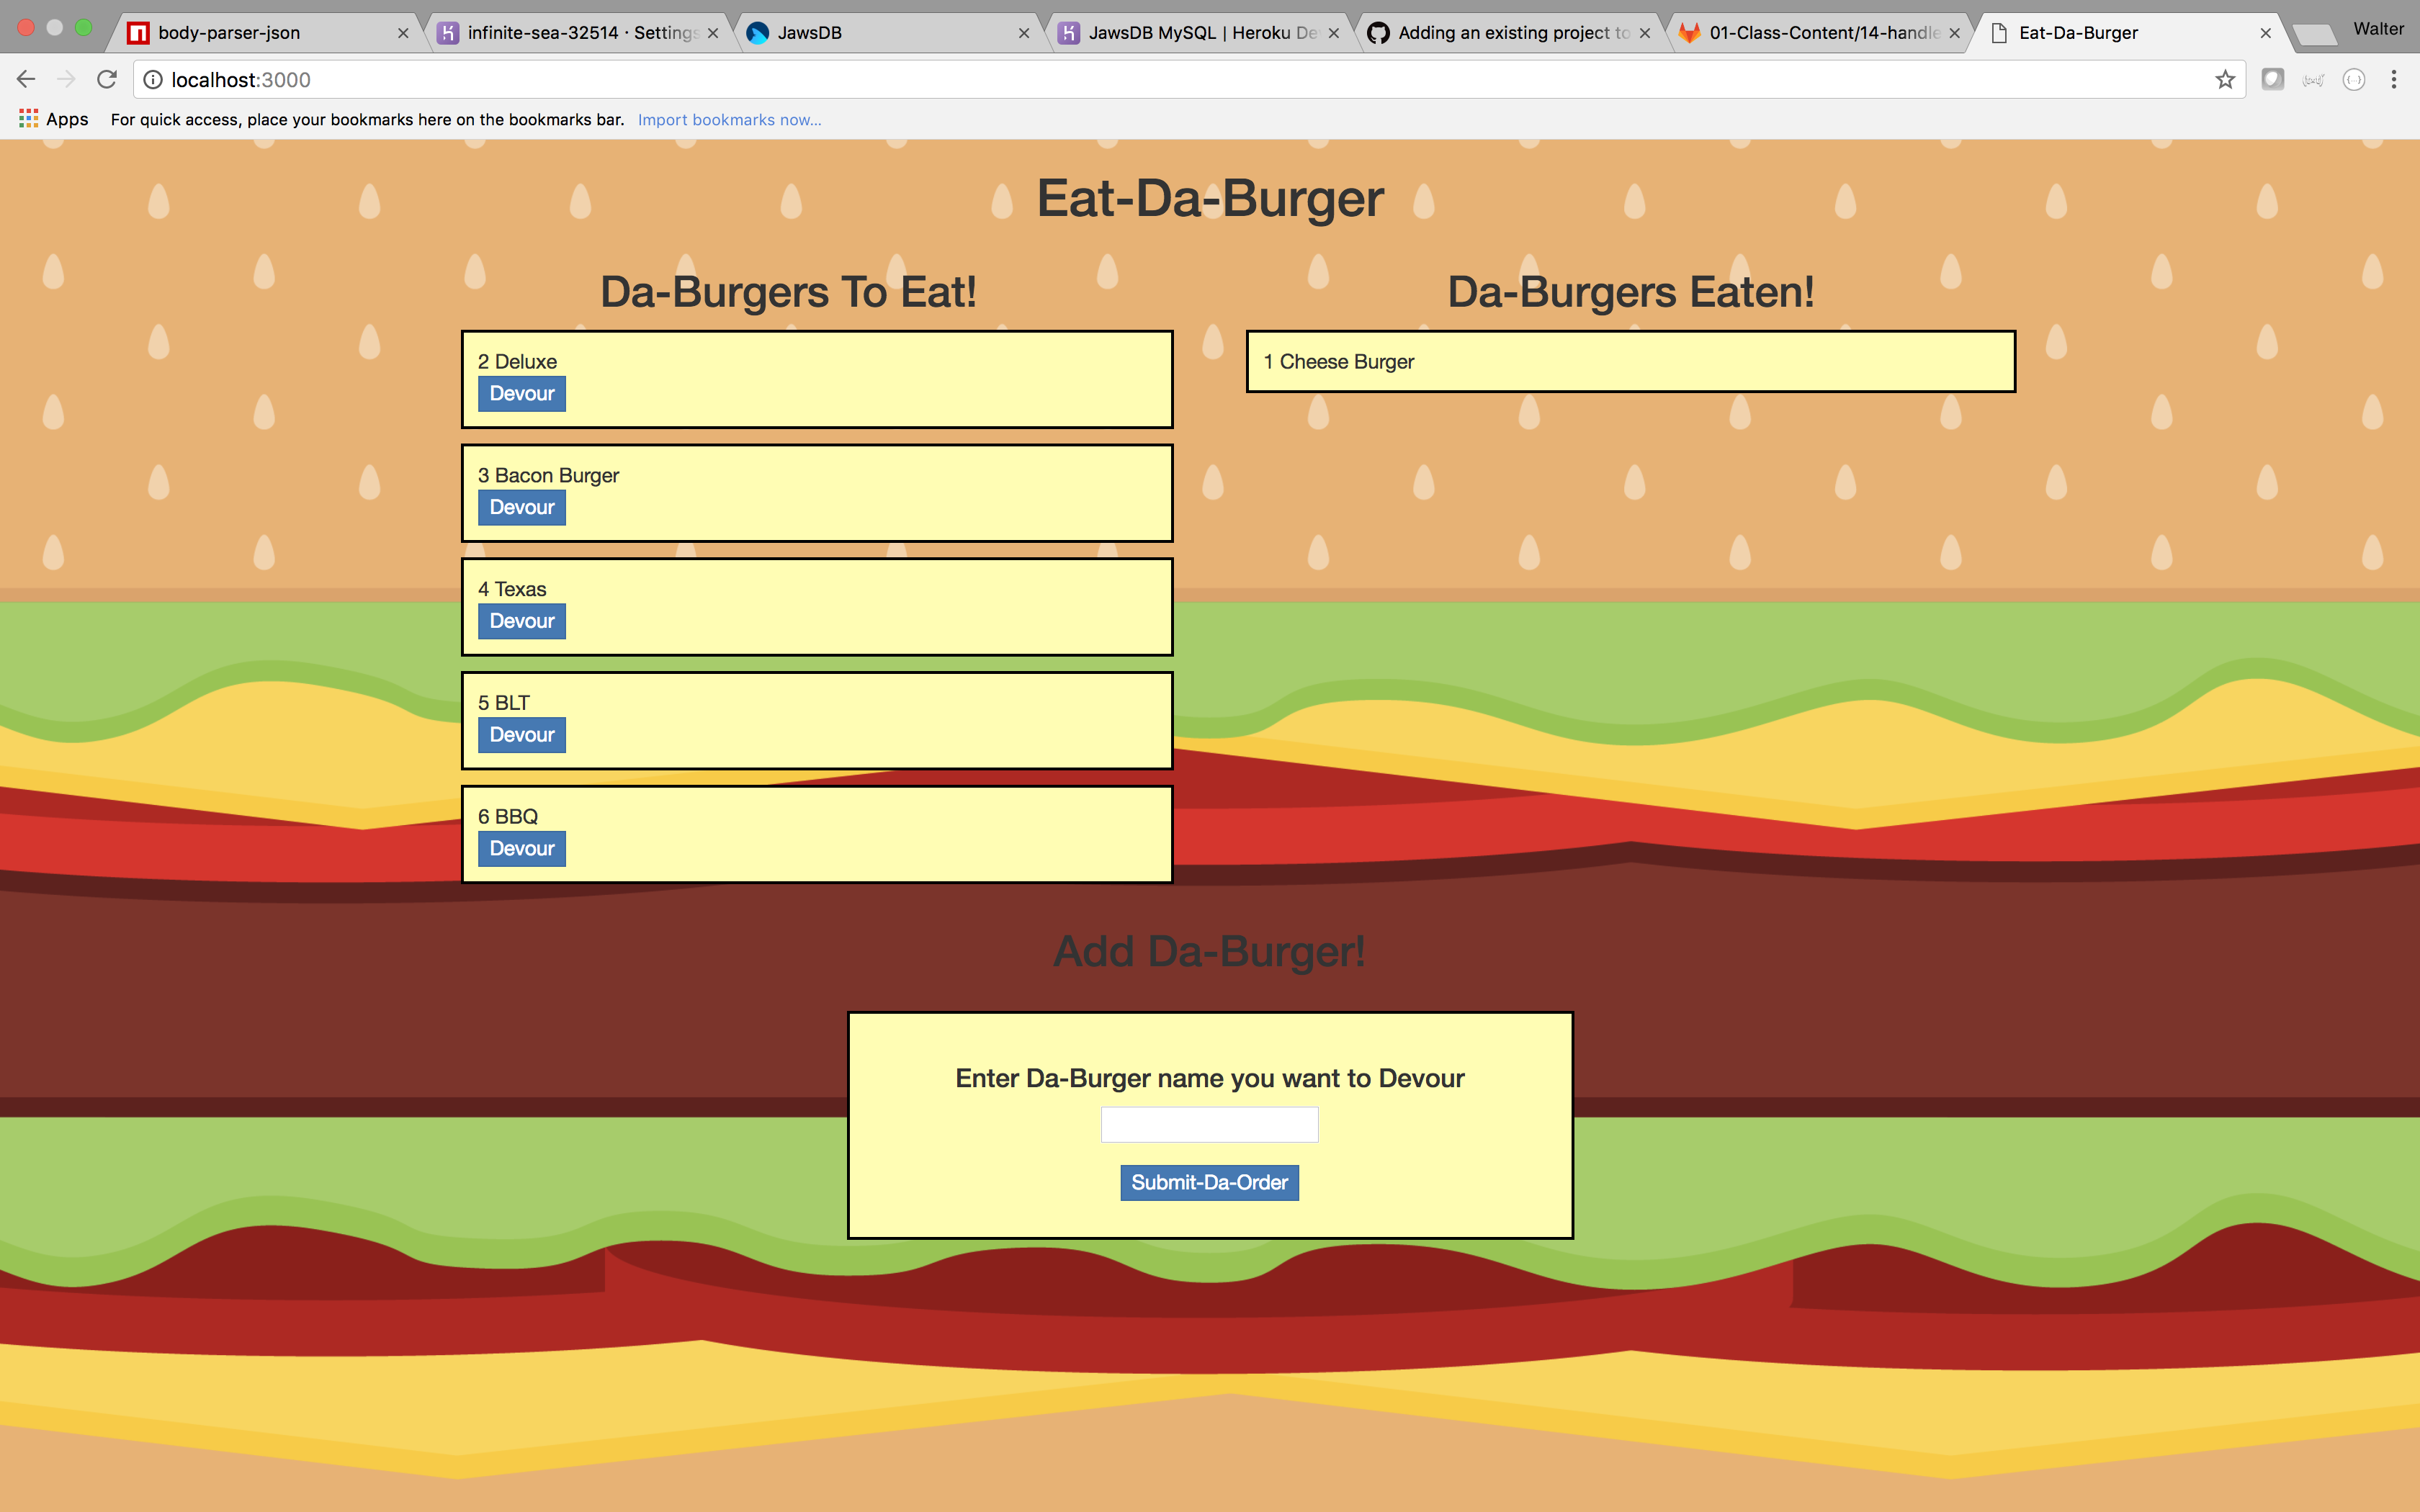 body-parser-json
infinite-sea-32514 · Settings
JawsDB
JawsDB MySQL | Heroku De
Adding an existing project to
01-Class-Content/14-handle
Eat-Da-Burger
Walter
localhost:3000
Apps
For quick access, place your bookmarks here on the bookmarks bar. Import bookmarks now...
Eat-Da-Burger
Da-Burgers To Eat!
2 Deluxe
Devour
3 Bacon Burger
Devour
4 Texas
Devour
5 BLT
Devour
6 BBQ
Devour
Da-Burgers Eaten!
1 Cheese Burger
Add Da-Burger!
Enter Da-Burger name you want to Devour
Submit-Da-Order